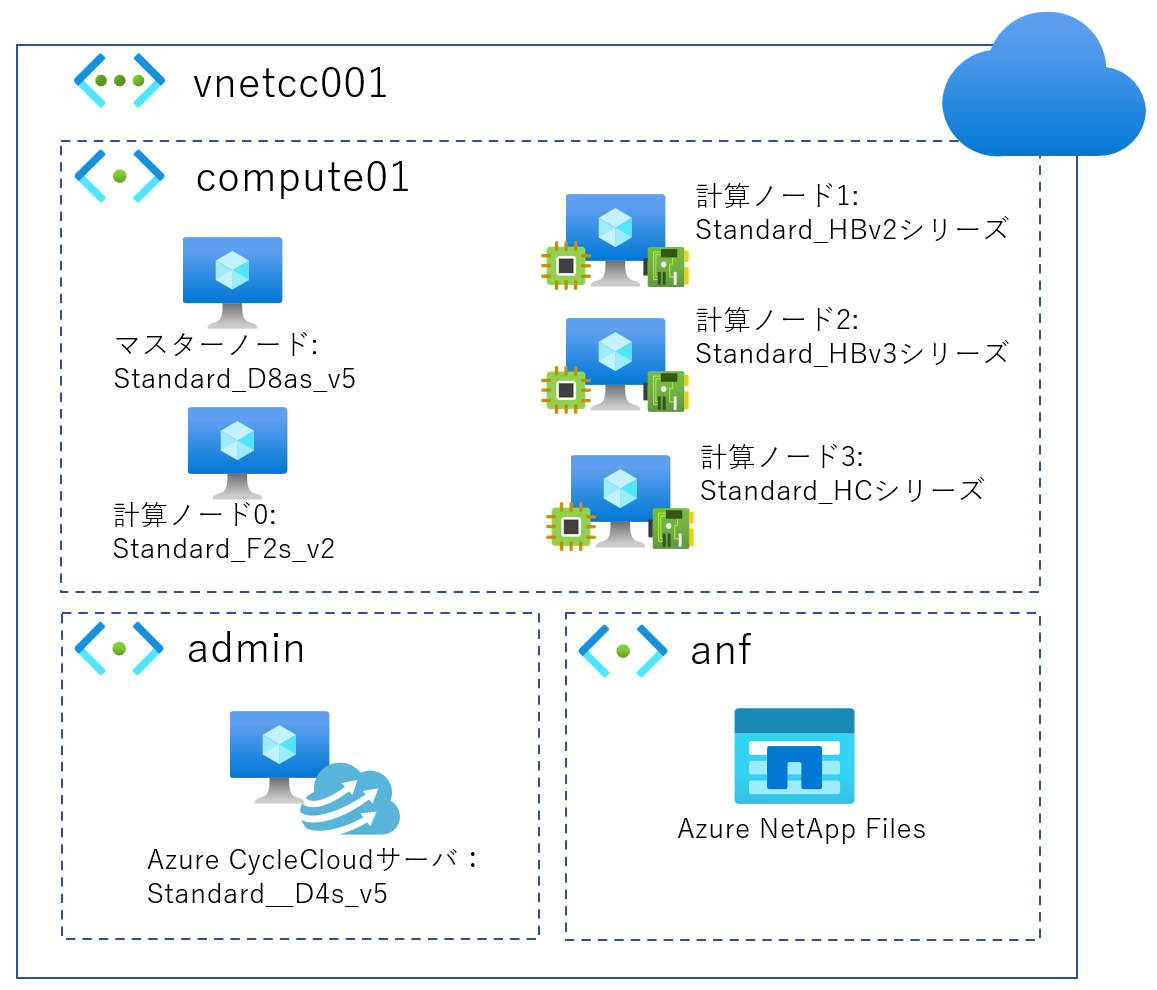 vnetcc001
compute01
マスターノード:
Standard_D8as_v5
計算ノード0:
Standard_F2s_v2
計算ノード1:
Standard_HBv2シリーズ
計算ノード2:
Standard_HBv3シリーズ
計算ノード3:
Standard_HCシリーズ
admin
Azure CycleCloudサーバ：
Standard__D4s_v5
anf
Azure NetApp Files